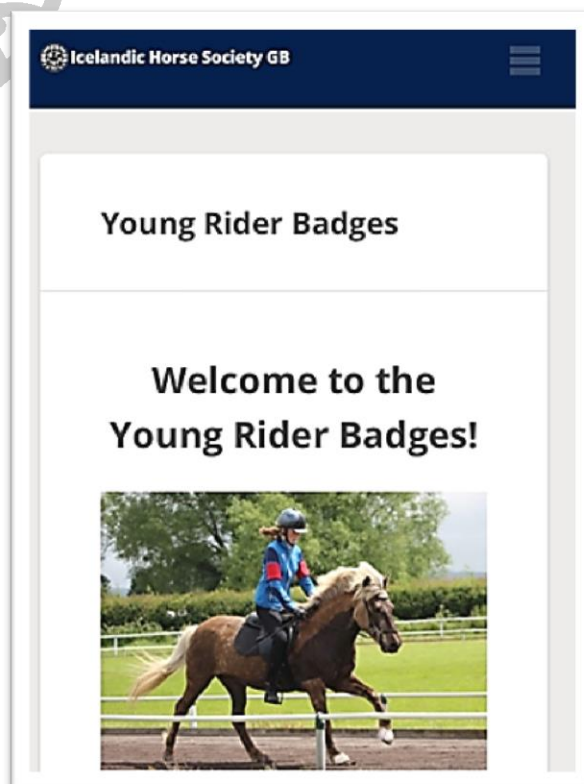 Icelandic Horse Society GB
Young Rider Badges
Welcome to the
Young Rider Badges!